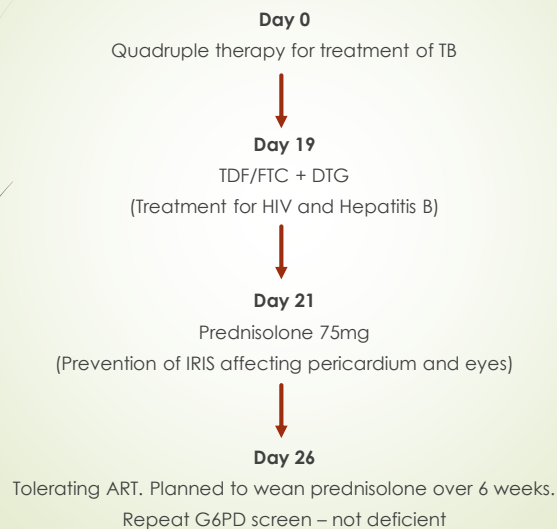 Day 0
Quadruple therapy for treatment of TB
Day 19
TDF/FTC + DTG
(Treatment for HIV and Hepatitis B)
Day 21
Prednisolone 75mg
(Prevention of IRIS affecting pericardium and eyes)
Day 26
Tolerating ART. Planned to wean prednisolone over 6 weeks.
Repeat G6PD screen – not deficient